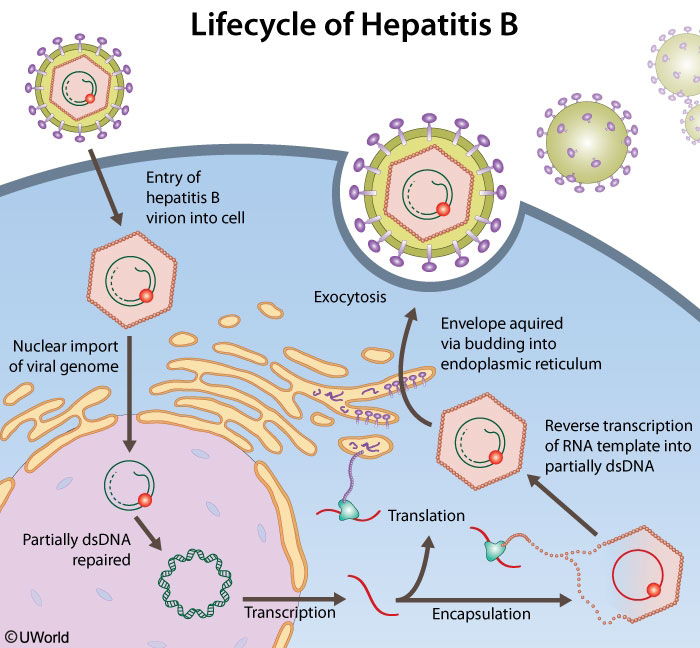 Lifecycle of Hepatitis B
Entry of
hepatitis B
virion into cell
Exocytosis
Envelope aquired
via budding into
endoplasmic reticulum
Nuclear import
of viral genome
Reverse transcription
of RNA template into
partially dsDNA
Translation
Partially dsDNA
repaired
Transcription
Encapsulation
©UWorld